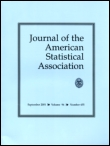 Journal of the
American
Statistical
Association